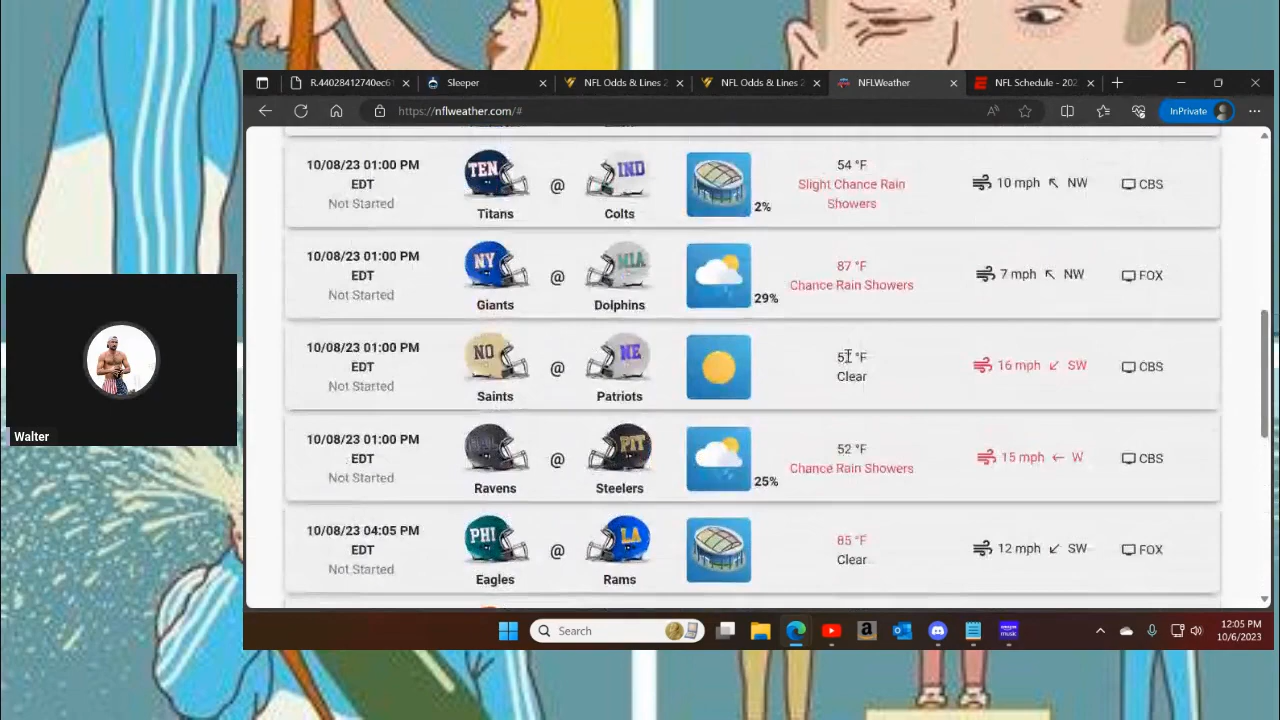 R.44028412740ec61
Sleeper
NFL Odds & Lines 2
NFL Odds & Lines 2
NFLWeather
NFL Schedule - 202
https://nflweather.com/#
InPrivate
10/08/23 01:00 PM
EDT
Not Started
TEN
Titans
@
IND
Colts
2%
54 °F
Slight Chance Rain
Showers
10 mph NW
CBS
10/08/23 01:00 PM
EDT
Not Started
NY
Giants
@
MIA
Dolphins
29%
87 °F
Chance Rain Showers
7 mph NW
FOX
10/08/23 01:00 PM
EDT
Not Started
NO
Saints
@
NE
Patriots
°F
Clear
16 mph SW
CBS
10/08/23 01:00 PM
EDT
Not Started
Ravens
@
PIT
Steelers
25%
52 °F
Chance Rain Showers
15 mph W
CBS
10/08/23 04:05 PM
EDT
Not Started
PHI
Eagles
@
LA
Rams
85 °F
Clear
12 mph SW
FOX
Walter
Search
amazon
music
12:05 PM
10/6/2023